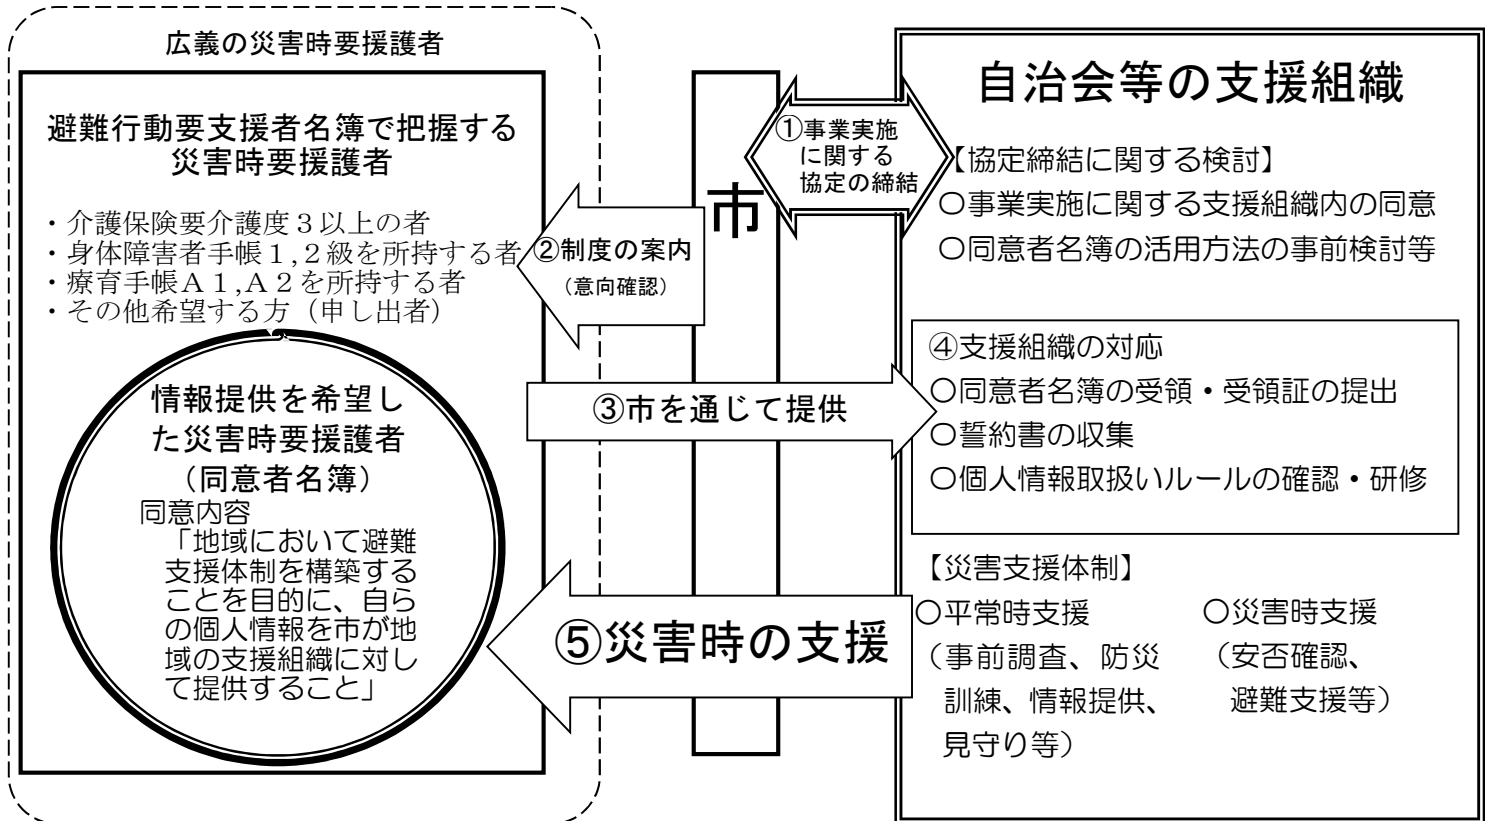 広義の災害時要援護者
避難行動要支援者名簿で把握する
災害時要援護者
・介護保険要介護度３以上の者
・身体障害者手帳１,２級を所持する者
・療育手帳Ａ１,Ａ２を所持する者
・その他希望する方（申し出者）
情報提供を希望し
た災害時要援護者
（同意者名簿）
同意内容
「地域において避難
支援体制を構築する
ことを目的に、自ら
の個人情報を市が地
域の支援組織に対し
て提供すること」
市
①事業実施
に関する
協定の締結
②制度の案内
（意向確認）
③市を通じて提供
⑤災害時の支援
自治会等の支援組織
【協定締結に関する検討】
〇事業実施に関する支援組織内の同意
〇同意者名簿の活用方法の事前検討等
④支援組織の対応
〇同意者名簿の受領・受領証の提出
〇誓約書の収集
〇個人情報取扱いルールの確認・研修
【災害支援体制】
〇平常時支援
（事前調査、防災
訓練、情報提供、
見守り等）
〇災害時支援
（安否確認、
避難支援等）